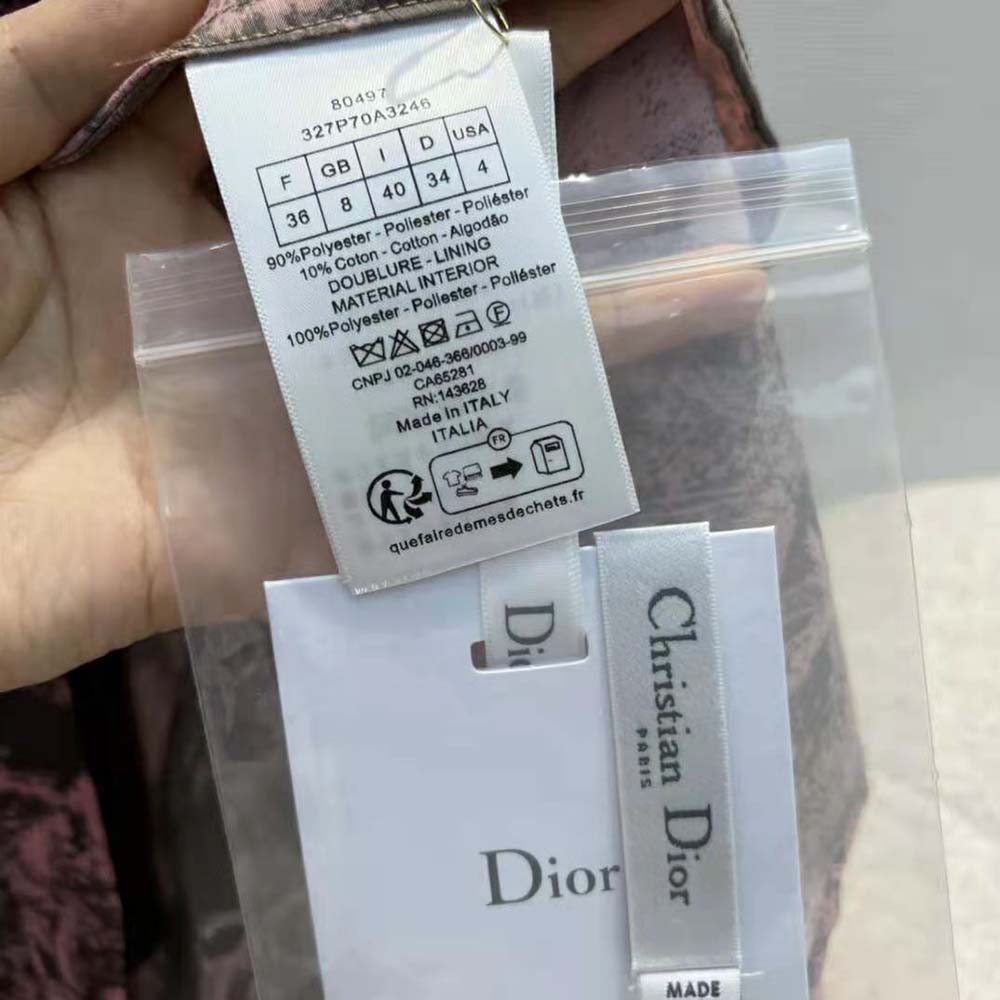 80497
327P70A3246
F GB I D USA
36 8 40 34 4
90%Polyester - Poliester - Poliéster
10% Coton - Cotton - Algodão
DOUBLURE - LINING
MATERIAL INTERIOR
100%Polyester - Poliester - Poliéster
F
CNPJ 02-046-366/0003-99
CA65281
RN:143628
Made in ITALY
ITALIA
FR
quefairedemesdechets.fr
Dio
Christian Dior
PARIS
Dior
MADE